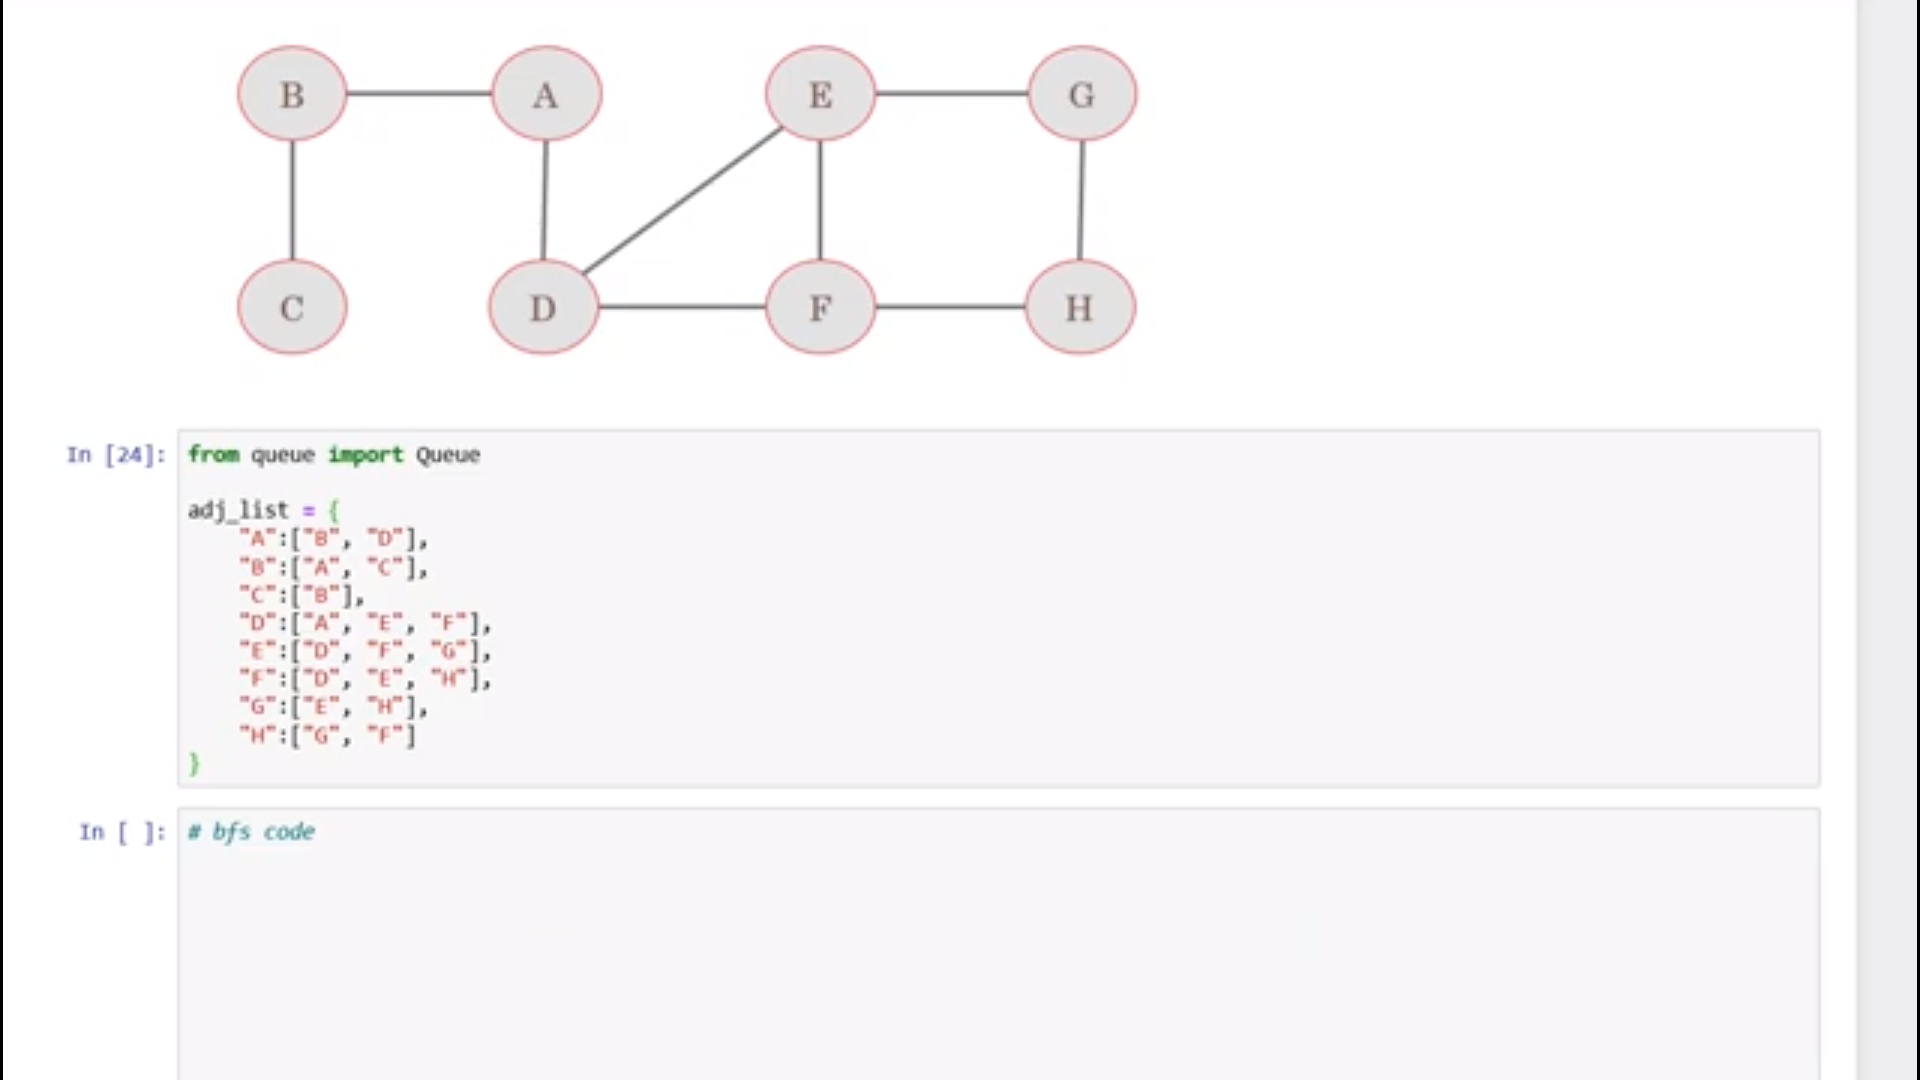 B A E G
C D F H
In [24]:
from queue import Queue
adj_list = {
"A":["B", "D"],
"B":["A", "C"],
"C":["B"],
"D":["A", "E", "F"],
"E":["D", "F", "G"],
"F":["D", "E", "H"],
"G":["E", "H"],
"H":["G", "F"]
}
In [ ]:
# bfs code